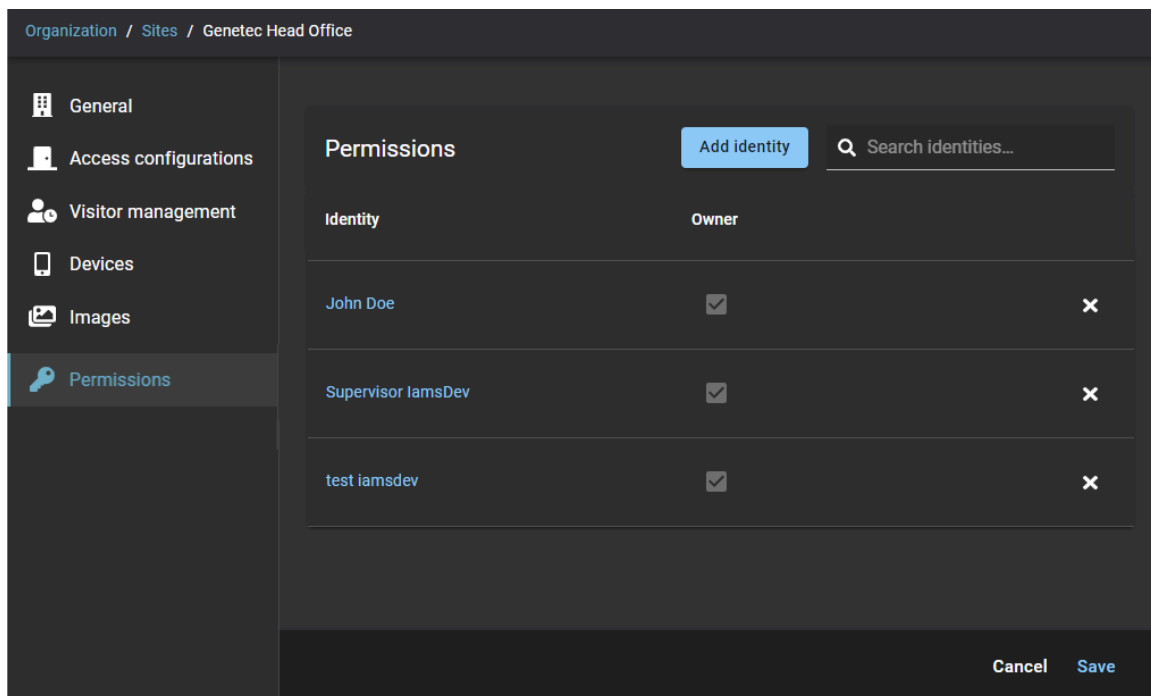 Organization / Sites / Genetec Head Office
General
Access configurations
Visitor management
Devices
Images
Permissions
Permissions
Add identity
Search identities...
Identity Owner
John Doe
Supervisor IamsDev
test iamsdev
Cancel Save